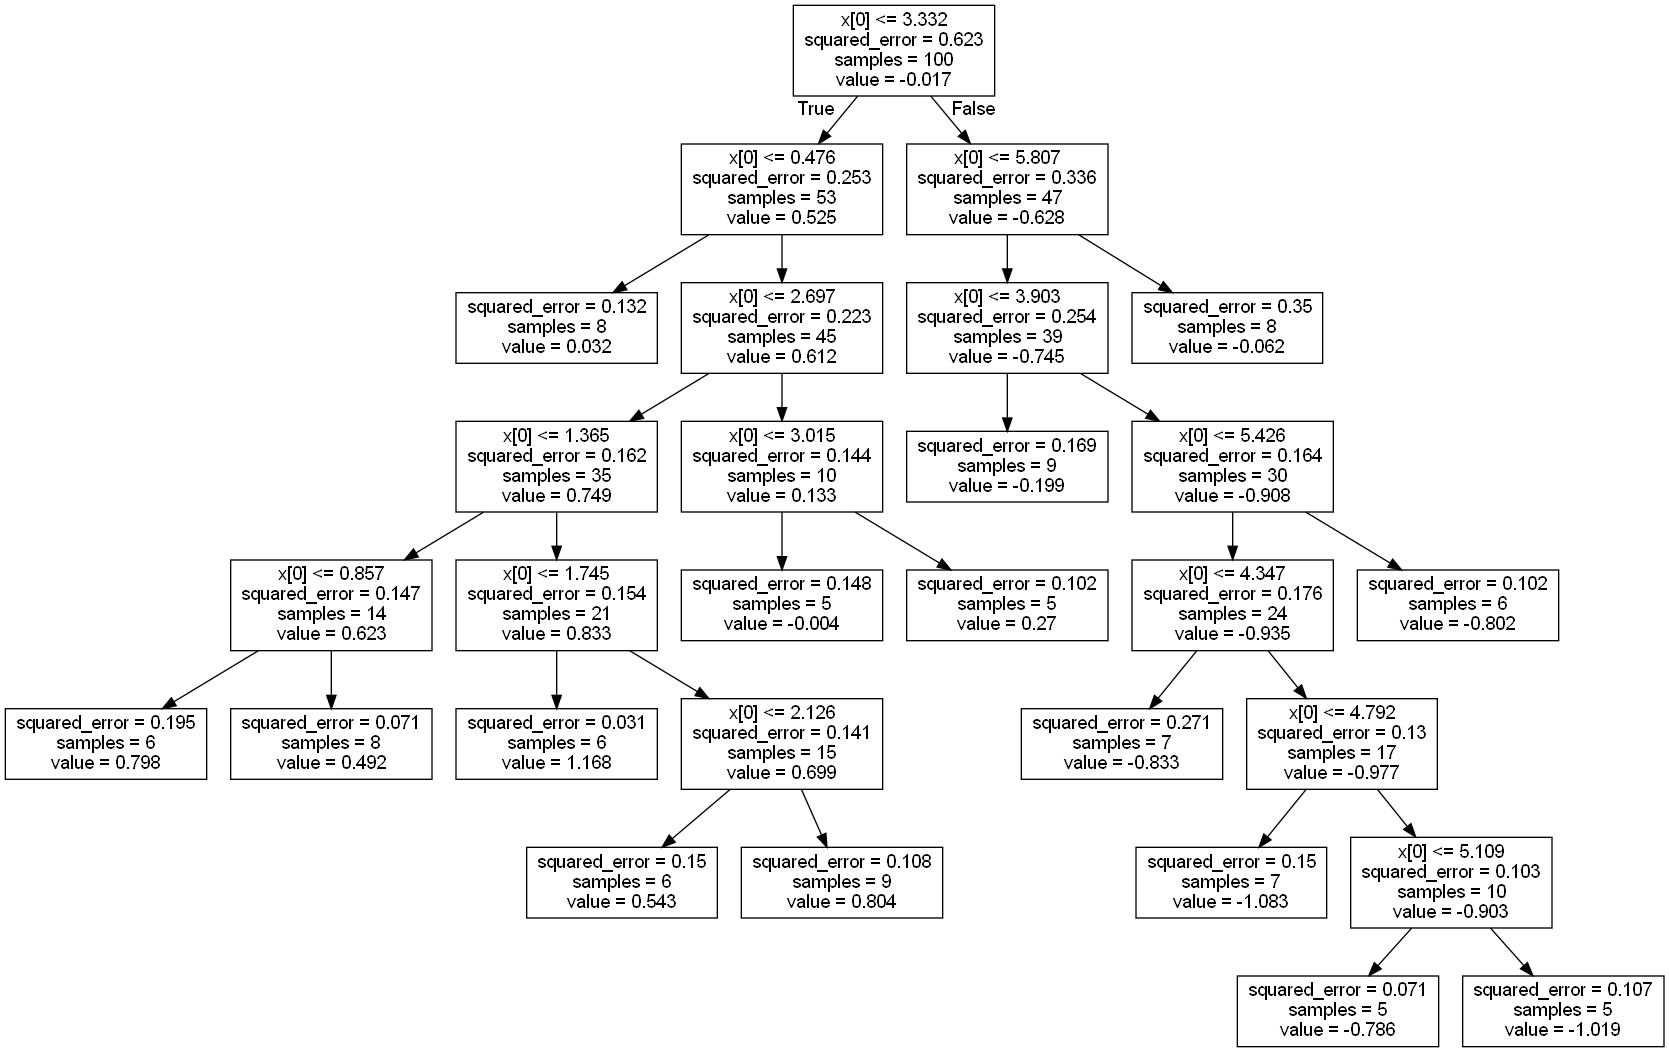 x[0] <= 3.332
squared_error = 0.623
samples = 100
value = -0.017
True
False
x[0] <= 0.476
squared_error = 0.253
samples = 53
value = 0.525
x[0] <= 5.807
squared_error = 0.336
samples = 47
value = -0.628
squared_error = 0.132
samples = 8
value = 0.032
x[0] <= 2.697
squared_error = 0.223
samples = 45
value = 0.612
x[0] <= 3.903
squared_error = 0.254
samples = 39
value = -0.745
squared_error = 0.35
samples = 8
value = -0.062
x[0] <= 1.365
squared_error = 0.162
samples = 35
value = 0.749
x[0] <= 3.015
squared_error = 0.144
samples = 10
value = 0.133
squared_error = 0.169
samples = 9
value = -0.199
x[0] <= 5.426
squared_error = 0.164
samples = 30
value = -0.908
x[0] <= 0.857
squared_error = 0.147
samples = 14
value = 0.623
x[0] <= 1.745
squared_error = 0.154
samples = 21
value = 0.833
squared_error = 0.148
samples = 5
value = -0.004
squared_error = 0.102
samples = 5
value = 0.27
x[0] <= 4.347
squared_error = 0.176
samples = 24
value = -0.935
squared_error = 0.102
samples = 6
value = -0.802
squared_error = 0.195
samples = 6
value = 0.798
squared_error = 0.071
samples = 8
value = 0.492
squared_error = 0.031
samples = 6
value = 1.168
x[0] <= 2.126
squared_error = 0.141
samples = 15
value = 0.699
squared_error = 0.271
samples = 7
value = -0.833
x[0] <= 4.792
squared_error = 0.13
samples = 17
value = -0.977
squared_error = 0.15
samples = 6
value = 0.543
squared_error = 0.108
samples = 9
value = 0.804
squared_error = 0.15
samples = 7
value = -1.083
x[0] <= 5.109
squared_error = 0.103
samples = 10
value = -0.903
squared_error = 0.071
samples = 5
value = -0.786
squared_error = 0.107
samples = 5
value = -1.019